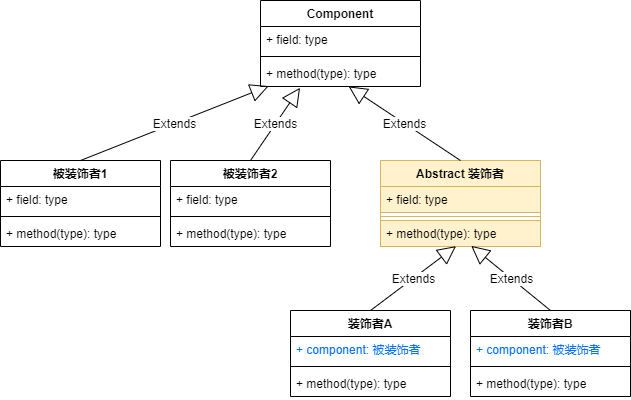 Component
+ field: type
+ method(type): type
Extends
Extends
Extends
被装饰者1
+ field: type
+ method(type): type
被装饰者2
+ field: type
+ method(type): type
Abstract 装饰者
+ field: type
+ method(type): type
Extends
Extends
装饰者A
+ component: 被装饰者
+ method(type): type
装饰者B
+ component: 被装饰者
+ method(type): type